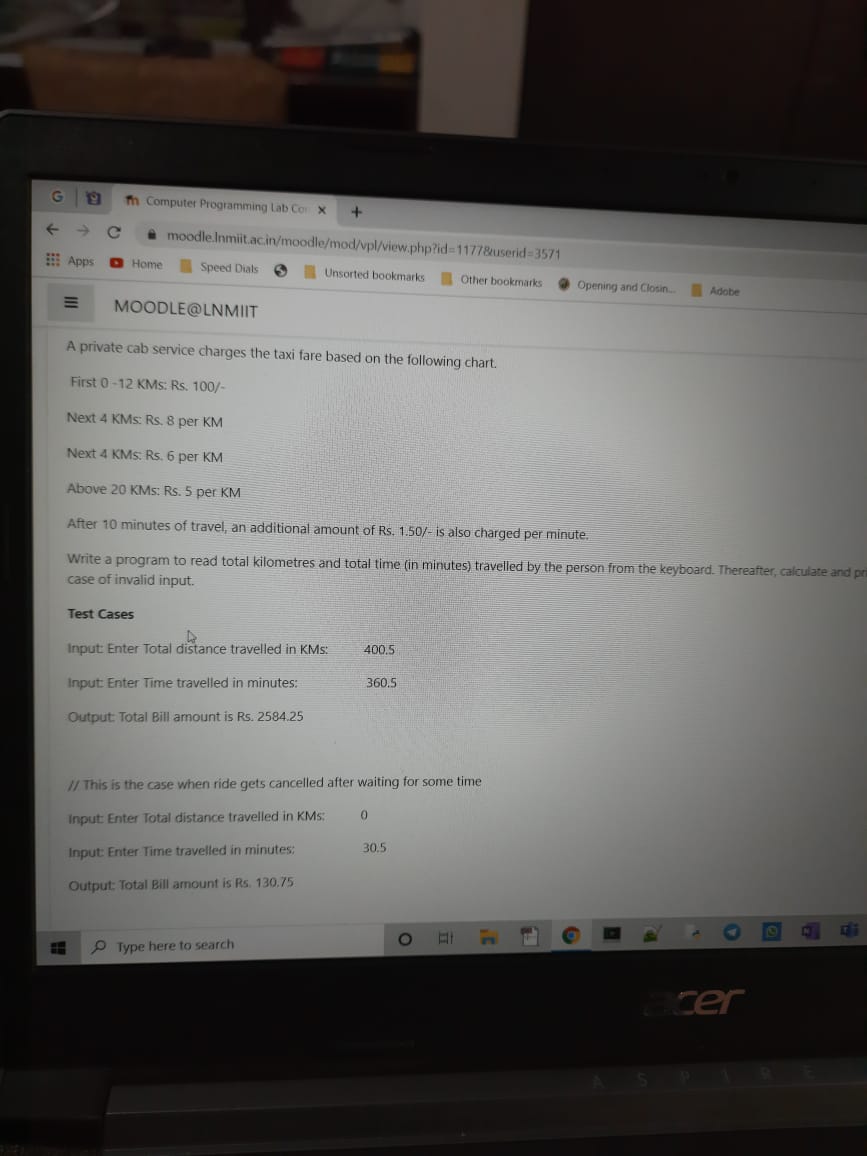 Computer Programming Lab Co
moodle.lnmiit.ac.in/moodle/mod/vpl/view.php?id=1177&userid=3571
Apps Home Speed Dials Unsorted bookmarks Other bookmarks Opening and Closin... Adobe
MOODLE@LNMIIT
A private cab service charges the taxi fare based on the following chart.
First 0 -12 KMs: Rs. 100/-
Next 4 KMs: Rs. 8 per KM
Next 4 KMs: Rs. 6 per KM
Above 20 KMs: Rs. 5 per KM
After 10 minutes of travel, an additional amount of Rs. 1.50/- is also charged per minute.
Write a program to read total kilometres and total time (in minutes) travelled by the person from the keyboard. Thereafter, calculate and pr
case of invalid input.
Test Cases
Input: Enter Total distance travelled in KMs: 400.5
Input: Enter Time travelled in minutes: 360.5
Output: Total Bill amount is Rs. 2584.25
// This is the case when ride gets cancelled after waiting for some time
Input: Enter Total distance travelled in KMs: 0
Input: Enter Time travelled in minutes: 30.5
Output: Total Bill amount is Rs. 130.75
Type here to search
acer
ASPIRE